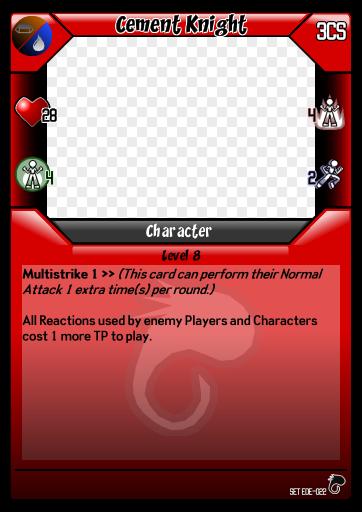 Cement Knight
3CS
28
4
4
2
Character
Level 8
Multistrike 1 >> (This card can perform their Normal
Attack 1 extra time(s) per round.)
All Reactions used by enemy Players and Characters
cost 1 more TP to play.
SET EOE-022